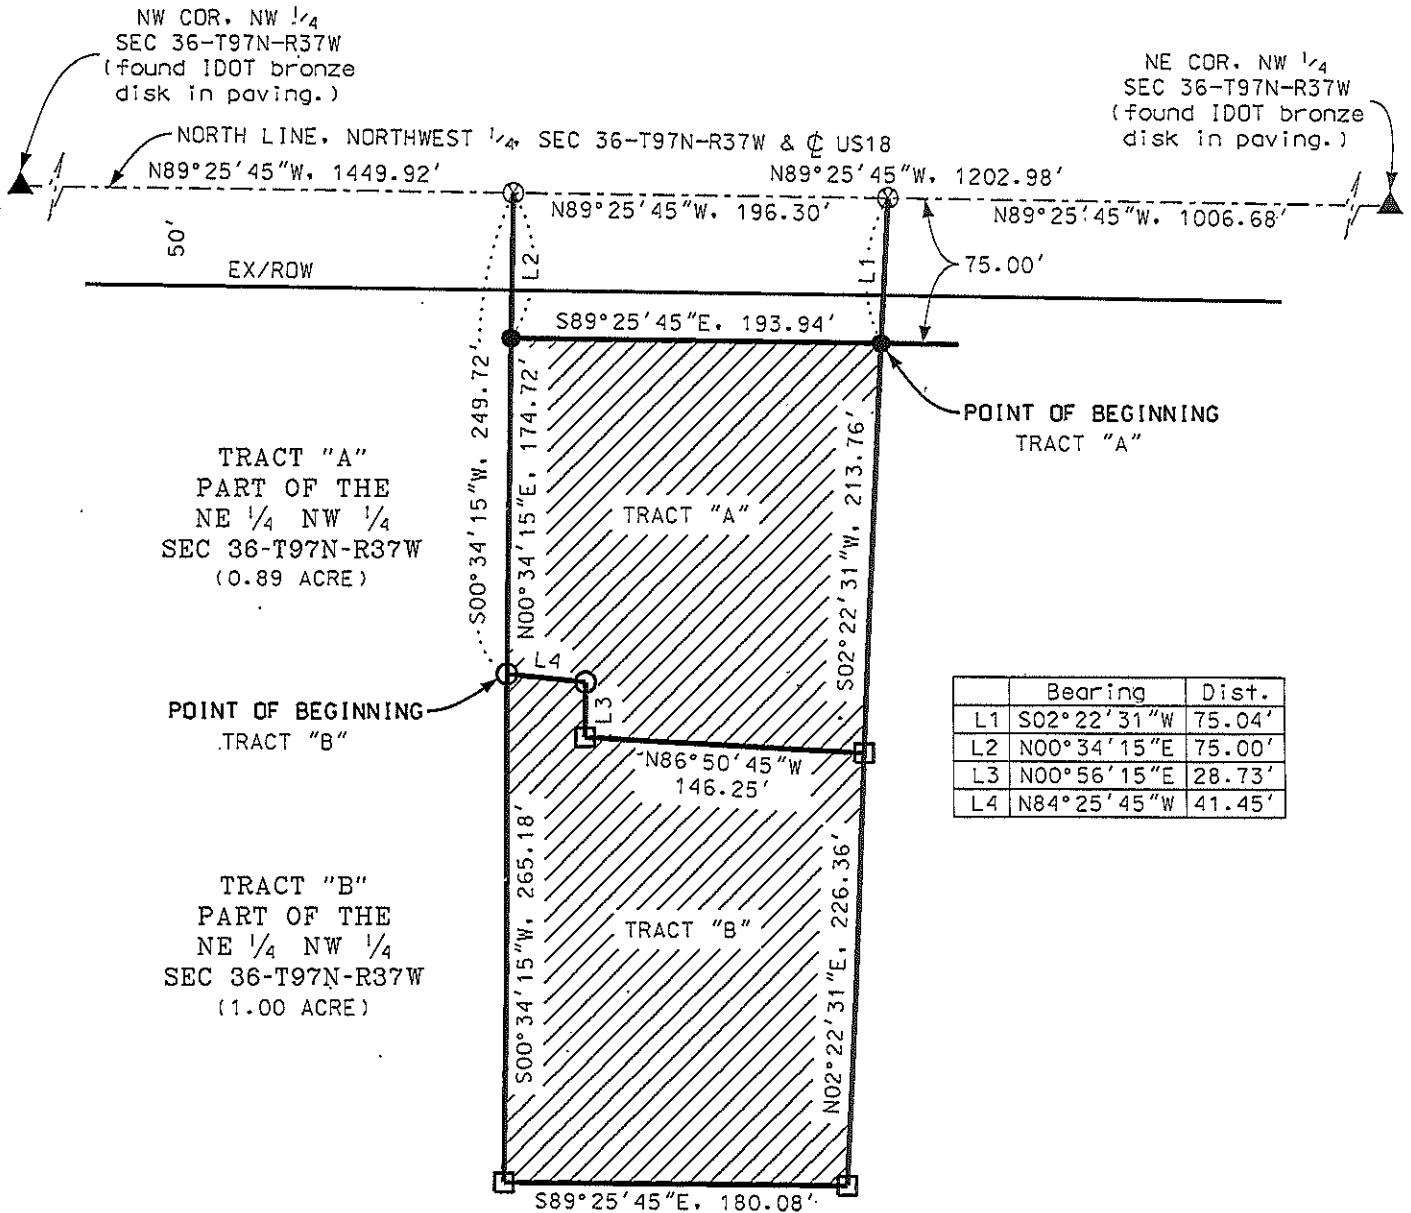 NW COR. NW 1/4
SEC 36-T97N-R37W
(found IDOT bronze
disk in paving.)
NE COR. NW 1/4
SEC 36-T97N-R37W
(found IDOT bronze
disk in paving.)
NORTH LINE, NORTHWEST 1/4, SEC 36-T97N-R37W & ℄ US18
N89°25'45"W, 1449.92'
N89°25'45"W, 1202.98'
N89°25'45"W, 196.30'
N89°25'45"W, 1006.68'
50'
EX/ROW
L2
L1
75.00'
S89°25'45"E, 193.94'
S00°34'15"W, 249.72'
N00°34'15"E, 174.72'
S02°22'31"W, 213.76'
POINT OF BEGINNING
TRACT "A"
TRACT "A"
PART OF THE
NE 1/4 NW 1/4
SEC 36-T97N-R37W
(0.89 ACRE)
TRACT "A"
L4
L3
POINT OF BEGINNING
TRACT "B"
N86°50'45"W
146.25'
Bearing Dist.
L1 S02°22'31"W 75.04'
L2 N00°34'15"E 75.00'
L3 N00°56'15"E 28.73'
L4 N84°25'45"W 41.45'
S00°34'15"W, 265.18'
N02°22'31"E, 226.36'
TRACT "B"
PART OF THE
NE 1/4 NW 1/4
SEC 36-T97N-R37W
(1.00 ACRE)
TRACT "B"
S89°25'45"E, 180.08'